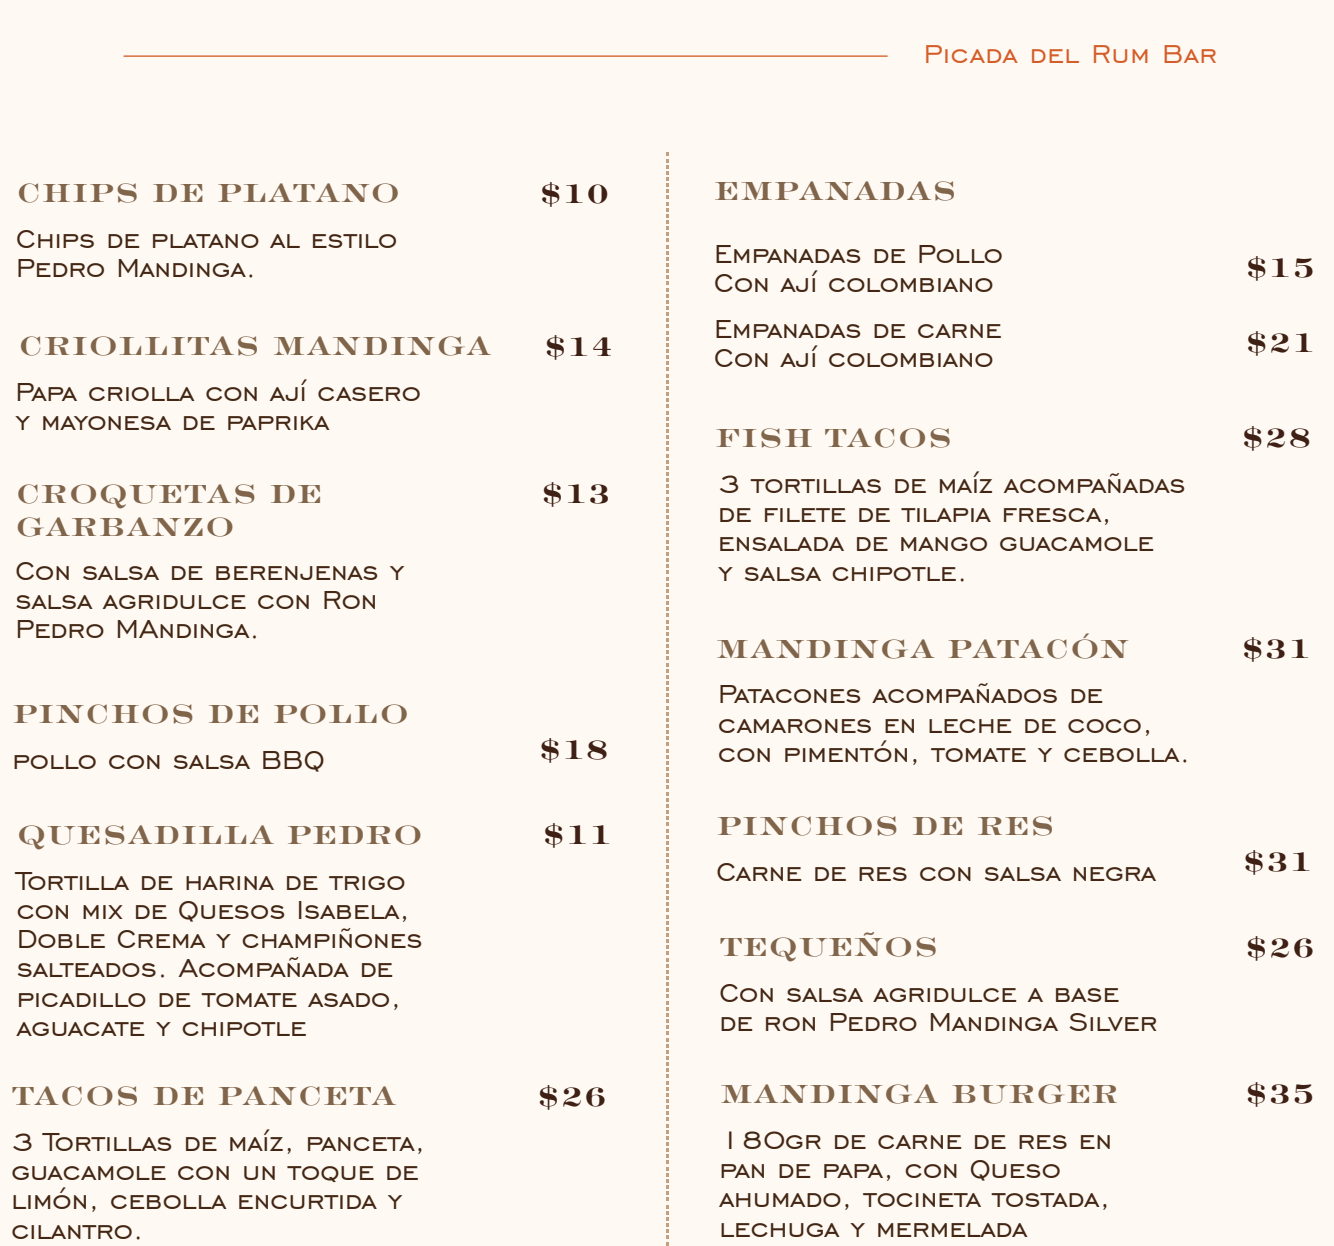 Picada del Rum Bar
CHIPS DE PLATANO $10
Chips de platano al estilo
Pedro Mandinga.
CRIOLLITAS MANDINGA $14
Papa criolla con ají casero
y mayonesa de paprika
CROQUETAS DE $13
GARBANZO
Con salsa de berenjenas y
salsa agridulce con Ron
Pedro MAndinga.
PINCHOS DE POLLO
pollo con salsa BBQ $18
QUESADILLA PEDRO $11
Tortilla de harina de trigo
con mix de Quesos Isabela,
Doble Crema y champiñones
salteados. Acompañada de
picadillo de tomate asado,
aguacate y chipotle
TACOS DE PANCETA $26
3 Tortillas de maíz, panceta,
guacamole con un toque de
limón, cebolla encurtida y
cilantro.
EMPANADAS
Empanadas de Pollo
Con ají colombiano $15
Empanadas de carne
Con ají colombiano $21
FISH TACOS $28
3 tortillas de maíz acompañadas
de filete de tilapia fresca,
ensalada de mango guacamole
y salsa chipotle.
MANDINGA PATACÓN $31
Patacones acompañados de
camarones en leche de coco,
con pimentón, tomate y cebolla.
PINCHOS DE RES
Carne de res con salsa negra $31
TEQUEÑOS $26
Con salsa agridulce a base
de ron Pedro Mandinga Silver
MANDINGA BURGER $35
180gr de carne de res en
pan de papa, con Queso
ahumado, tocineta tostada,
lechuga y mermelada